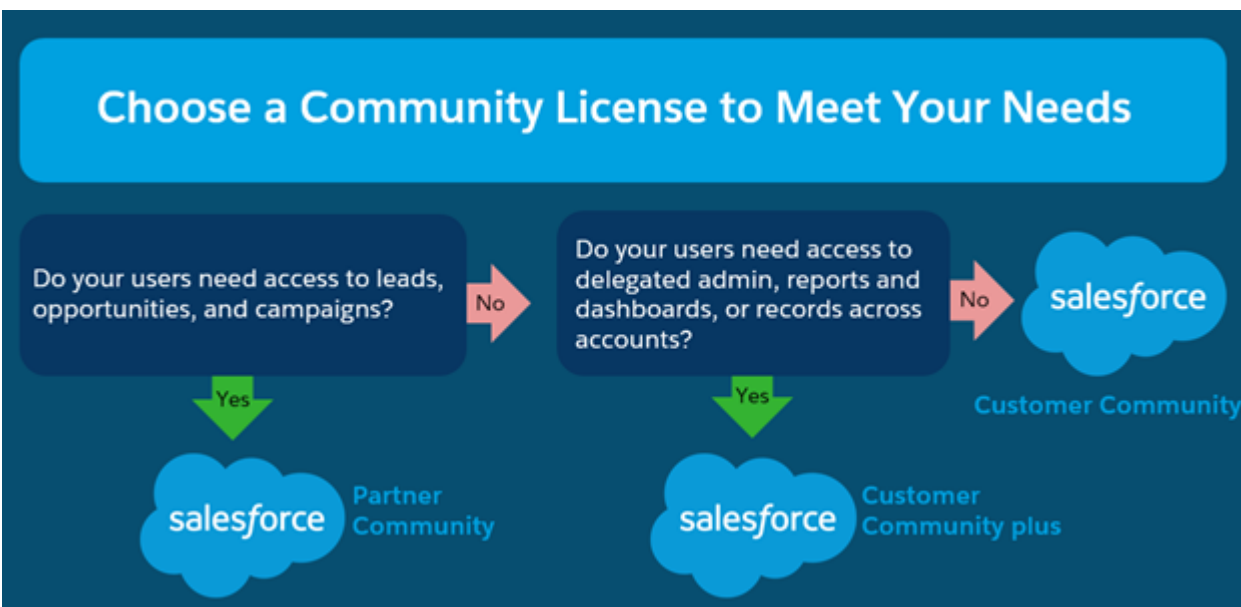 Choose a Community License to Meet Your Needs
Do your users need access to leads,
opportunities, and campaigns?
No
Do your users need access to
delegated admin, reports and
dashboards, or records across
accounts?
No
salesforce
Customer Community
Yes
Yes
salesforce
Partner
Community
salesforce
Customer
Community plus